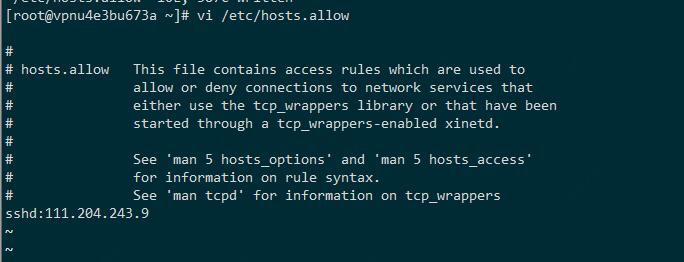 [root@vpnu4e3bu673a ~]# vi /etc/hosts.allow
#
# hosts.allow   This file contains access rules which are used to
#               allow or deny connections to network services that
#               either use the tcp_wrappers library or that have been
#               started through a tcp_wrappers-enabled xinetd.
#
#               See 'man 5 hosts_options' and 'man 5 hosts_access'
#               for information on rule syntax.
#               See 'man tcpd' for information on tcp_wrappers
sshd:111.204.243.9
~
~